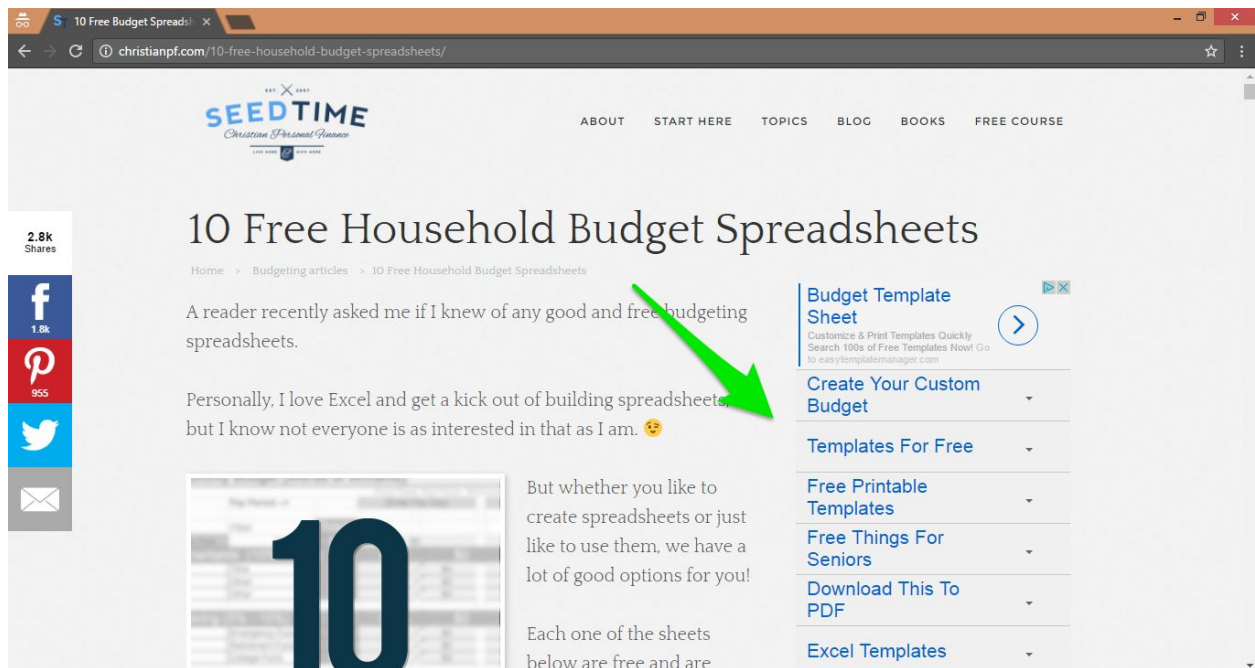 10 Free Budget Spreads
christianpf.com/10-free-household-budget-spreadsheets/
EST. 2007
SEEDTIME
Christian Personal Finance
LIVE MORE & GIVE MORE
ABOUT START HERE TOPICS BLOG BOOKS FREE COURSE
10 Free Household Budget Spreadsheets
2.8k
Shares
1.8k
955
Home > Budgeting articles > 10 Free Household Budget Spreadsheets
A reader recently asked me if I knew of any good and free budgeting
spreadsheets.
Personally, I love Excel and get a kick out of building spreadsheets,
but I know not everyone is as interested in that as I am. 😉
10
But whether you like to
create spreadsheets or just
like to use them, we have a
lot of good options for you!
Each one of the sheets
below are free and are
Budget Template
Sheet
Customize & Print Templates Quickly
Search 100s of Free Templates Now! Go
to easytemplatemanager.com
Create Your Custom
Budget
Templates For Free
Free Printable
Templates
Free Things For
Seniors
Download This To
PDF
Excel Templates